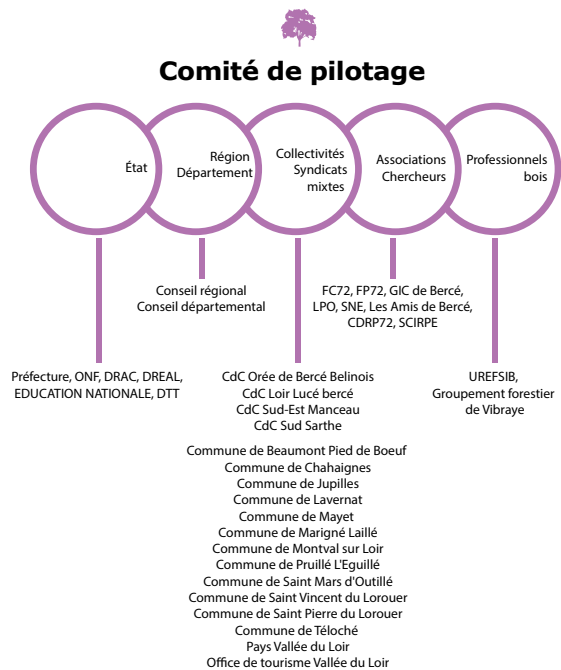 Comité de pilotage
État
Région
Département
Collectivités
Syndicats
mixtes
Associations
Chercheurs
Professionnels
bois
Conseil régional
Conseil départemental
FC72, FP72, GIC de Bercé,
LPO, SNE, Les Amis de Bercé,
CDRP72, SCIRPE
Préfecture, ONF, DRAC, DREAL,
EDUCATION NATIONALE, DTT
CdC Orée de Bercé Belinois
CdC Loir Lucé bercé
CdC Sud-Est Manceau
CdC Sud Sarthe
Commune de Beaumont Pied de Boeuf
Commune de Chahaignes
Commune de Jupilles
Commune de Lavernat
Commune de Mayet
Commune de Marigné Laillé
Commune de Montval sur Loir
Commune de Pruillé L'Eguillé
Commune de Saint Mars d'Outillé
Commune de Saint Vincent du Lorouer
Commune de Saint Pierre du Lorouer
Commune de Téloché
Pays Vallée du Loir
Office de tourisme Vallée du Loir
UREFSIB,
Groupement forestier
de Vibraye